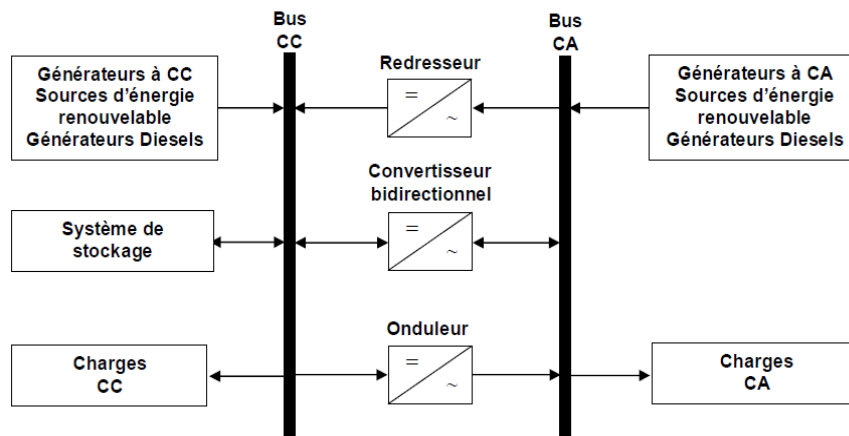 Bus
CC
Bus
CA
Générateurs à CC
Sources d'énergie
renouvelable
Générateurs Diesels
Redresseur
=
~
Générateurs à CA
Sources d'énergie
renouvelable
Générateurs Diesels
Système de
stockage
Convertisseur
bidirectionnel
=
~
Charges
CC
Onduleur
=
~
Charges
CA